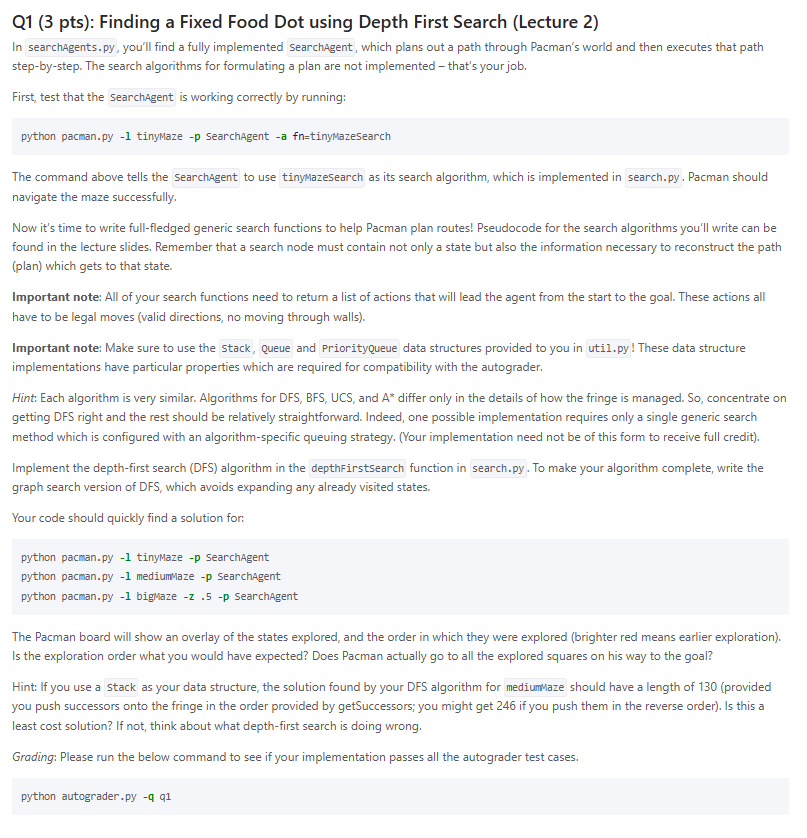 Q1 (3 pts): Finding a Fixed Food Dot using Depth First Search (Lecture 2)
In searchAgents.py, you’ll find a fully implemented SearchAgent, which plans out a path through Pacman’s world and then executes that path
step-by-step. The search algorithms for formulating a plan are not implemented – that’s your job.
First, test that the SearchAgent is working correctly by running:
python pacman.py -l tinyMaze -p SearchAgent -a fn=tinyMazeSearch
The command above tells the SearchAgent to use tinyMazeSearch as its search algorithm, which is implemented in search.py. Pacman should
navigate the maze successfully.
Now it’s time to write full-fledged generic search functions to help Pacman plan routes! Pseudocode for the search algorithms you’ll write can be
found in the lecture slides. Remember that a search node must contain not only a state but also the information necessary to reconstruct the path
(plan) which gets to that state.
Important note: All of your search functions need to return a list of actions that will lead the agent from the start to the goal. These actions all
have to be legal moves (valid directions, no moving through walls).
Important note: Make sure to use the Stack, Queue and PriorityQueue data structures provided to you in util.py! These data structure
implementations have particular properties which are required for compatibility with the autograder.
Hint: Each algorithm is very similar. Algorithms for DFS, BFS, UCS, and A* differ only in the details of how the fringe is managed. So, concentrate on
getting DFS right and the rest should be relatively straightforward. Indeed, one possible implementation requires only a single generic search
method which is configured with an algorithm-specific queuing strategy. (Your implementation need not be of this form to receive full credit).
Implement the depth-first search (DFS) algorithm in the depthFirstSearch function in search.py. To make your algorithm complete, write the
graph search version of DFS, which avoids expanding any already visited states.
Your code should quickly find a solution for:
python pacman.py -l tinyMaze -p SearchAgent
python pacman.py -l mediumMaze -p SearchAgent
python pacman.py -l bigMaze -z .5 -p SearchAgent
The Pacman board will show an overlay of the states explored, and the order in which they were explored (brighter red means earlier exploration).
Is the exploration order what you would have expected? Does Pacman actually go to all the explored squares on his way to the goal?
Hint: If you use a Stack as your data structure, the solution found by your DFS algorithm for mediumMaze should have a length of 130 (provided
you push successors onto the fringe in the order provided by getSuccessors; you might get 246 if you push them in the reverse order). Is this a
least cost solution? If not, think about what depth-first search is doing wrong.
Grading: Please run the below command to see if your implementation passes all the autograder test cases.
python autograder.py -q q1